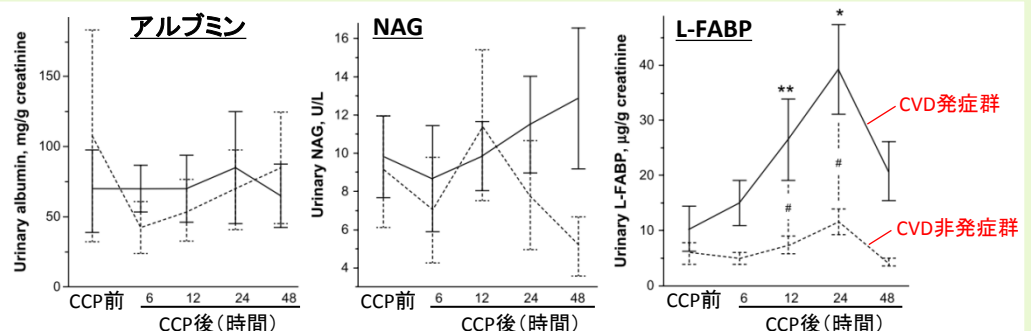 アルブミン
Urinary albumin, mg/g creatinine
150
100
50
0
CCP前
6
12
24
48
CCP後(時間)
NAG
Urinary NAG, U/L
16
14
12
10
8
6
4
CCP前
6
12
24
48
CCP後(時間)
L-FABP
Urinary L-FABP, μg/g creatinine
40
30
20
10
0
*
**
#
#
CVD発症群
CVD非発症群
CCP前
6
12
24
48
CCP後(時間)